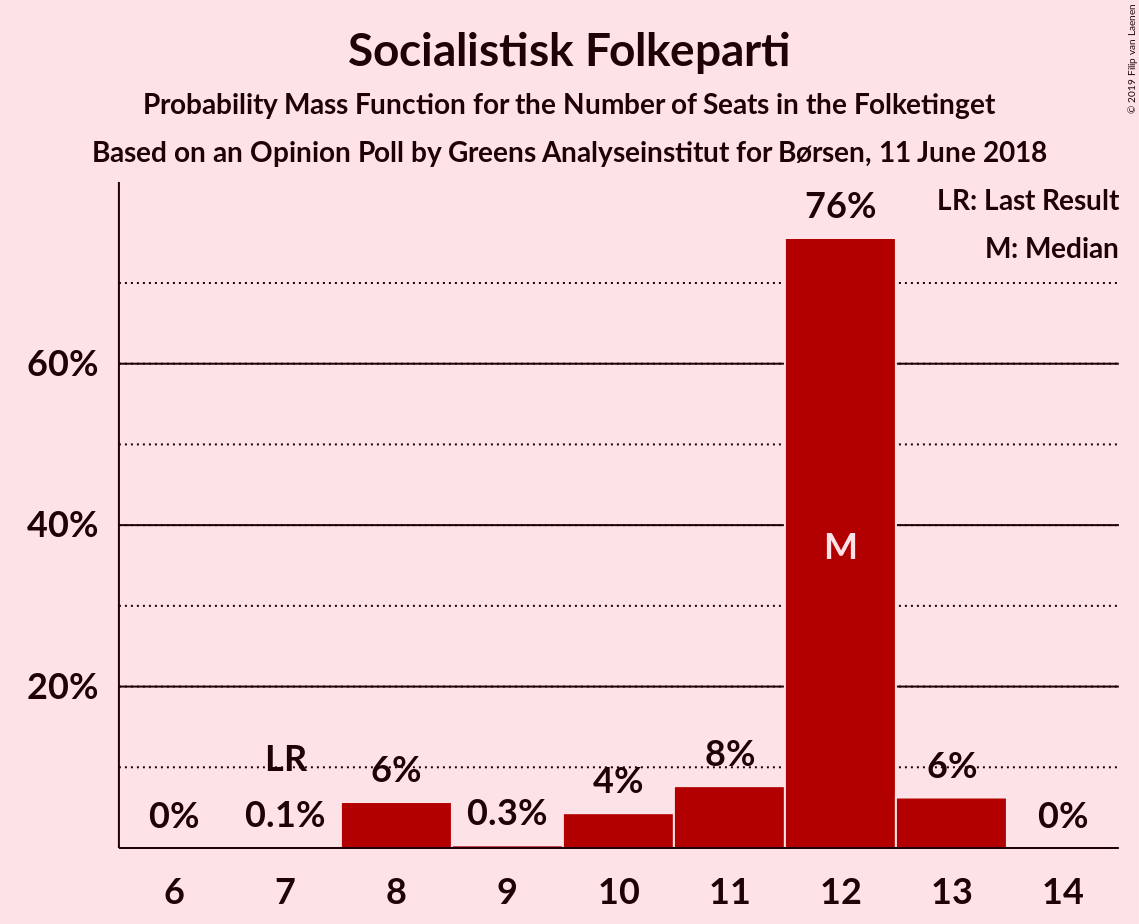 Socialistisk Folkeparti
Probability Mass Function for the Number of Seats in the Folketinget
Based on an Opinion Poll by Greens Analyseinstitut for Børsen, 11 June 2018
© 2019 Filip van Laenen
LR: Last Result
M: Median
76%
60%
40%
M
20%
LR
0%
0.1%
6%
0.3%
4%
8%
6%
0%
6 7 8 9 10 11 12 13 14